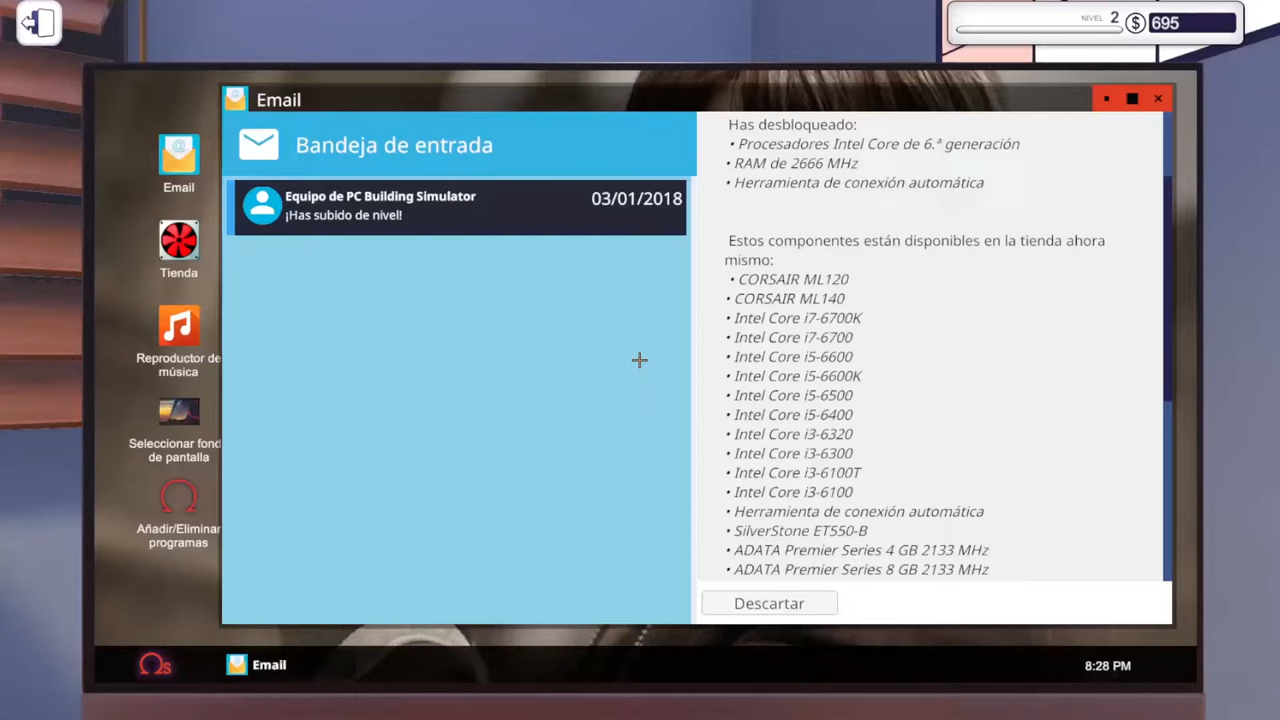 NIVEL 2 $ 695
Email
Bandeja de entrada
Equipo de PC Building Simulator
03/01/2018
¡Has subido de nivel!
Has desbloqueado:
• Procesadores Intel Core de 6.ª generación
• RAM de 2666 MHz
• Herramienta de conexión automática
Estos componentes están disponibles en la tienda ahora
mismo:
• CORSAIR ML120
• CORSAIR ML140
• Intel Core i7-6700K
• Intel Core i7-6700
• Intel Core i5-6600
• Intel Core i5-6600K
• Intel Core i5-6500
• Intel Core i5-6400
• Intel Core i3-6320
• Intel Core i3-6300
• Intel Core i3-6100T
• Intel Core i3-6100
• Herramienta de conexión automática
• SilverStone ET550-B
• ADATA Premier Series 4 GB 2133 MHz
• ADATA Premier Series 8 GB 2133 MHz
Descartar
Email
Tienda
Reproductor de
música
Seleccionar fond
de pantalla
Añadir/Eliminar
programas
Ωs
Email
8:28 PM